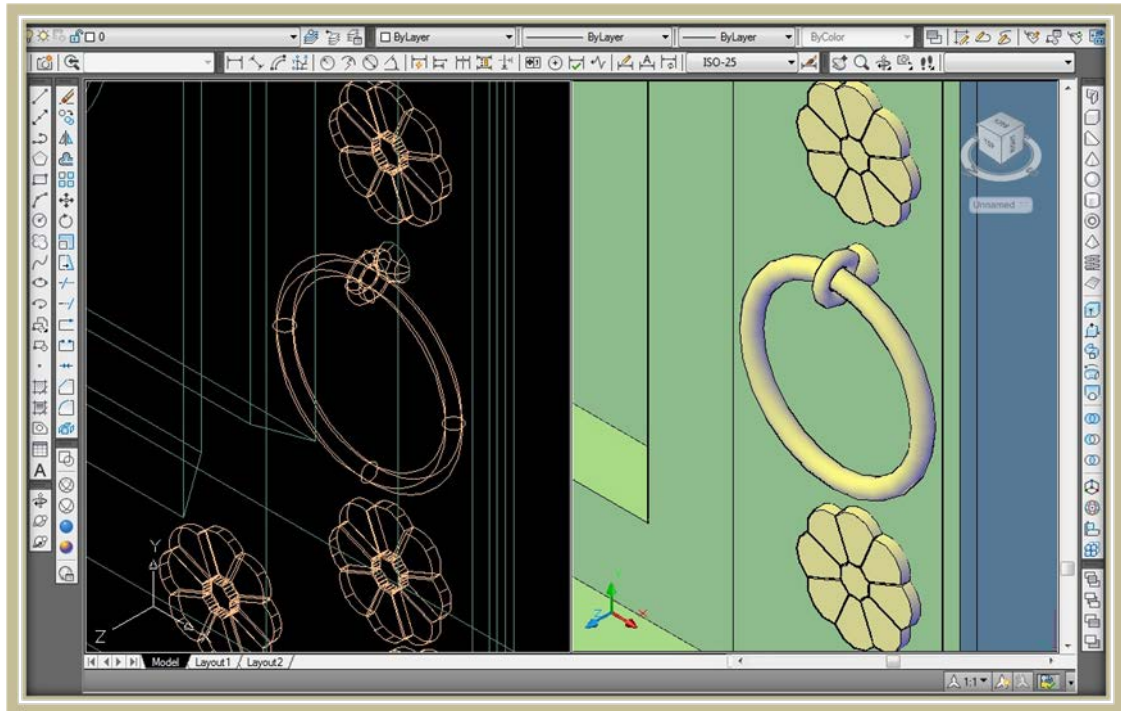 0 ByLayer ByLayer ByLayer ByColor
ISO-25
Unnamed
Y
Z
A
Model Layout1 Layout2
1:1